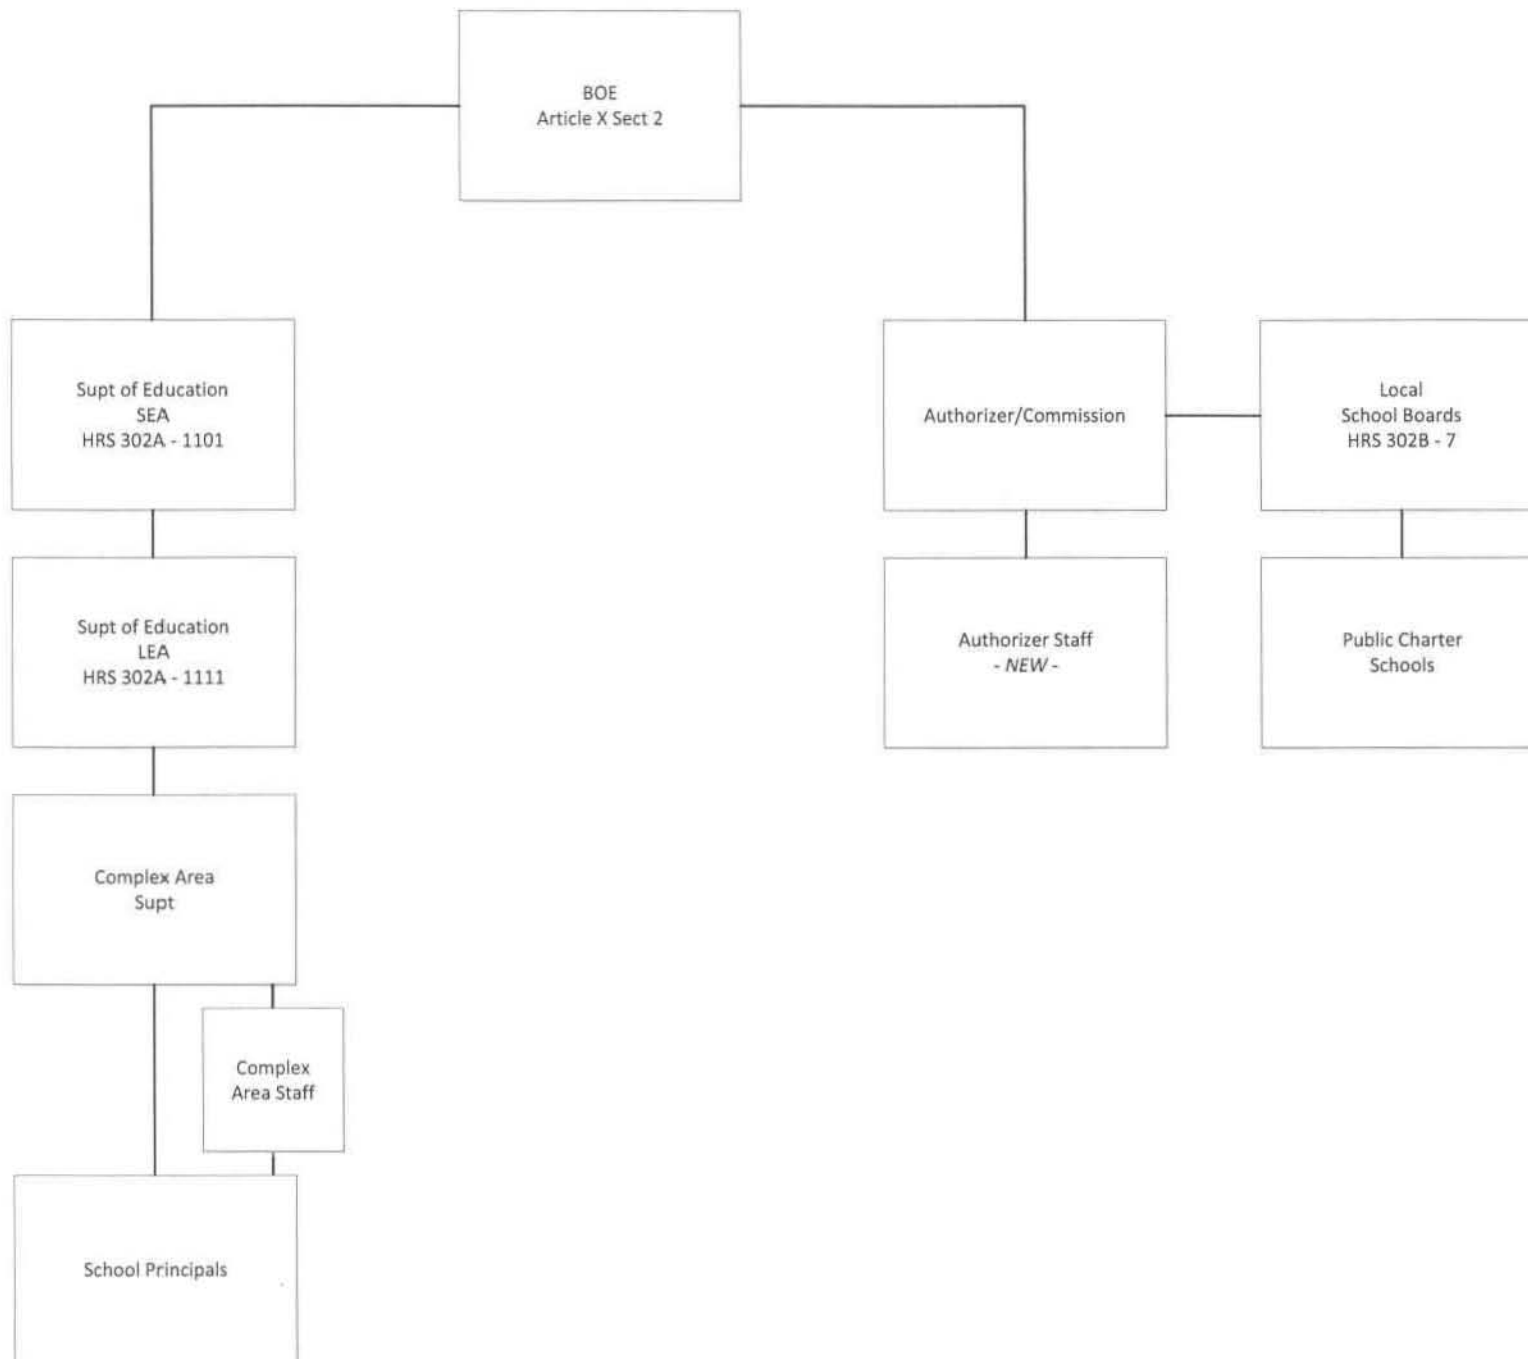 BOE
Article X Sect 2
Supt of Education
SEA
HRS 302A - 1101
Authorizer/Commission
Local
School Boards
HRS 302B - 7
Supt of Education
LEA
HRS 302A - 1111
Authorizer Staff
- NEW -
Public Charter
Schools
Complex Area
Supt
Complex
Area Staff
School Principals